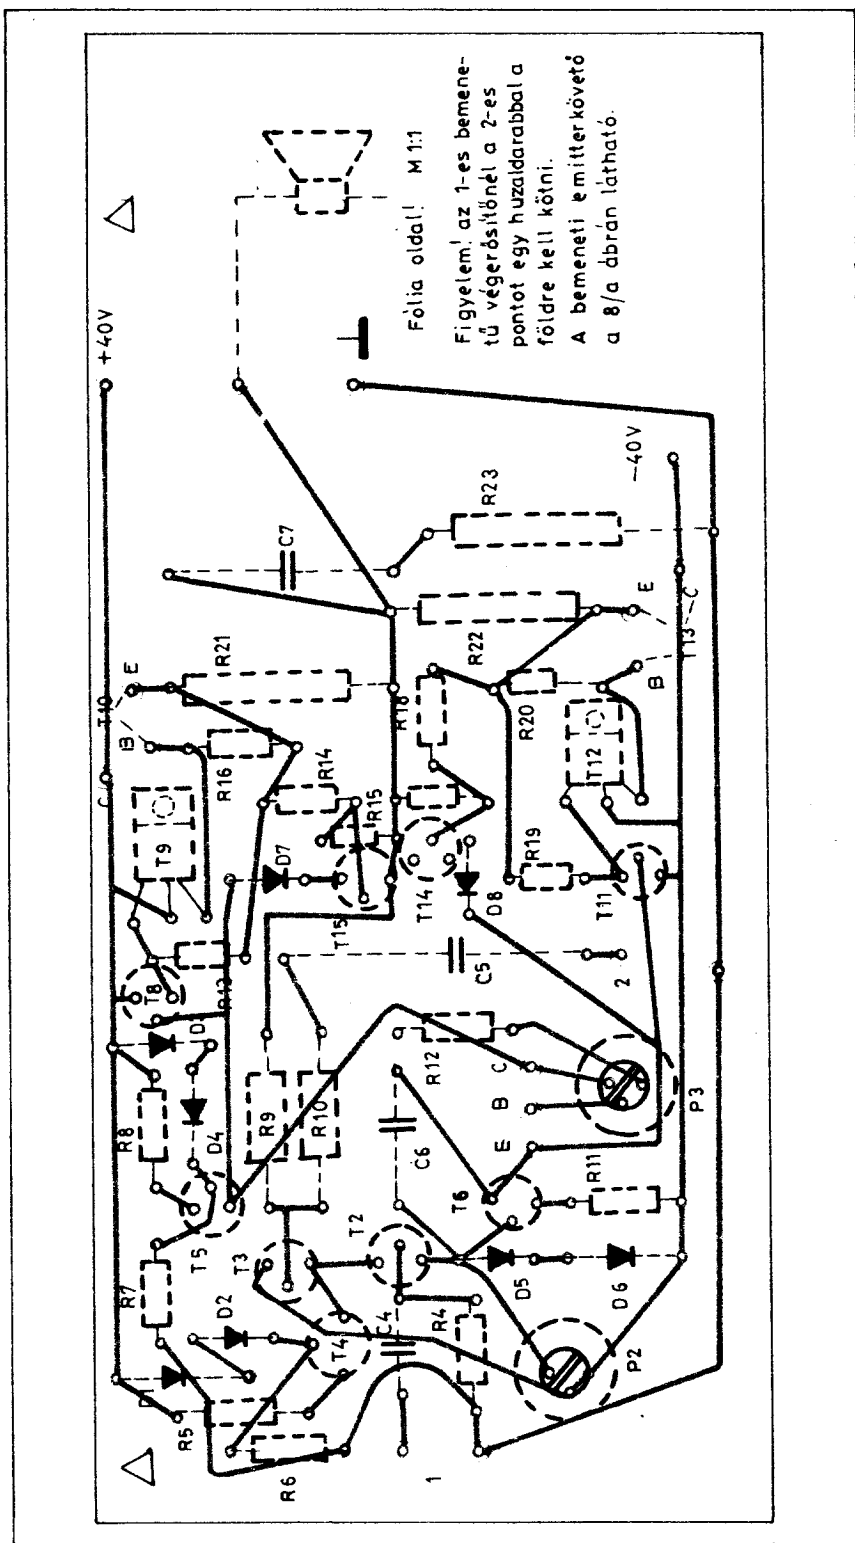 Fólia oldal! M 1:1
Figyelem! az 1-es bemene-
tű végerősítőnél a 2-es
pontot egy huzaldarabbal a
földre kell kötni.
A bemeneti emitterkövető
a 8/a ábrán látható.
+40V
-40V
C
T10
B
E
T9
R16
R21
C7
R23
R14
D7
R15
T15
R18
R22
T14
D8
R20
B
T13
E
C
T12
R19
T11
T8
R13
D
C5
2
R8
D4
R9
R10
R12
C
B
E
P3
C6
T5
T3
T2
T6
R11
R7
D2
T4
C4
R4
D5
D6
P2
D1
R5
R6
1